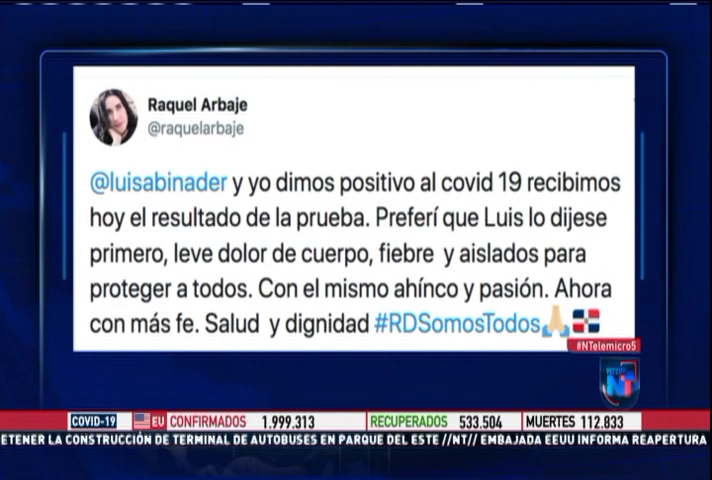 Raquel Arbaje
@raquelarbaje
@luisabinader y yo dimos positivo al covid 19 recibimos
hoy el resultado de la prueba. Preferí que Luis lo dijese
primero, leve dolor de cuerpo, fiebre y aislados para
proteger a todos. Con el mismo ahínco y pasión. Ahora
con más fe. Salud y dignidad #RDSomosTodos🙏🏼🇩🇴
#NTelemicro5
NT
COVID-19 EU CONFIRMADOS 1.999.313 RECUPERADOS 533.504 MUERTES 112.833
ETENER LA CONSTRUCCIÓN DE TERMINAL DE AUTOBUSES EN PARQUE DEL ESTE //NT// EMBAJADA EEUU INFORMA REAPERTURA